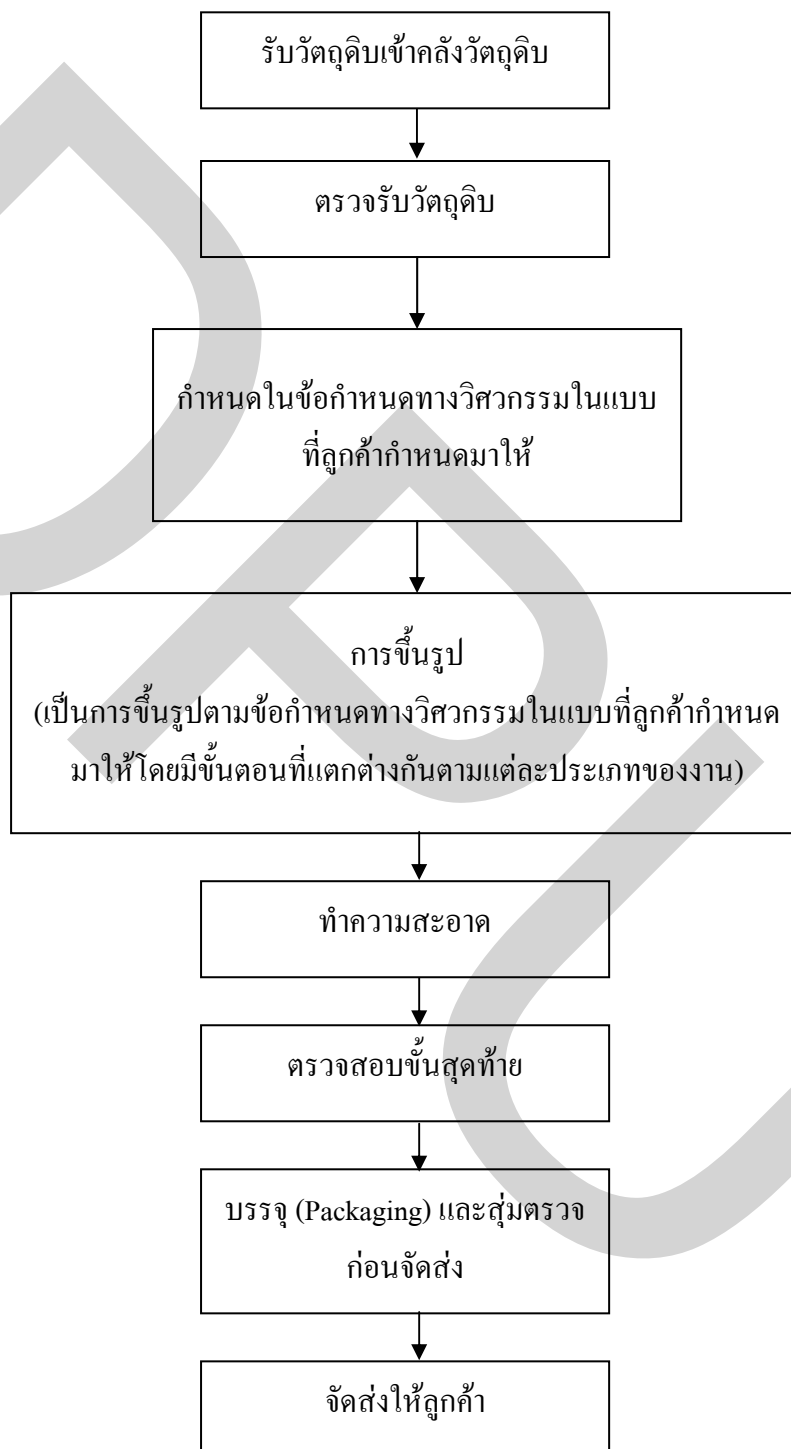 รับวัตถุดิบเข้าคลังวัตถุดิบ
ตรวจรับวัตถุดิบ
กำหนดในข้อกำหนดทางวิศวกรรมในแบบ
ที่ลูกค้ากำหนดมาให้
การขึ้นรูป
(เป็นการขึ้นรูปตามข้อกำหนดทางวิศวกรรมในแบบที่ลูกค้ากำหนด
มาให้โดยมีขั้นตอนที่แตกต่างกันตามแต่ละประเภทของงาน)
ทำความสะอาด
ตรวจสอบขั้นสุดท้าย
บรรจุ (Packaging) และสุ่มตรวจ
ก่อนจัดส่ง
จัดส่งให้ลูกค้า
DPU